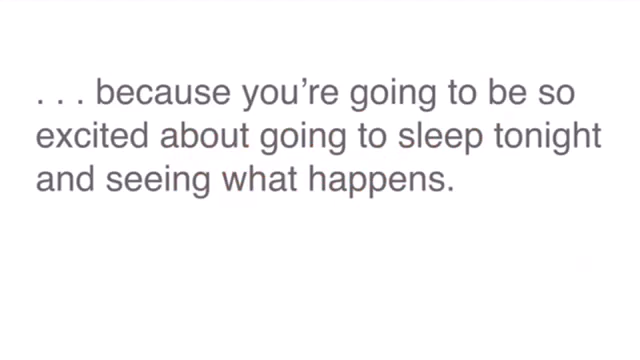 . . . because you’re going to be so
excited about going to sleep tonight
and seeing what happens.